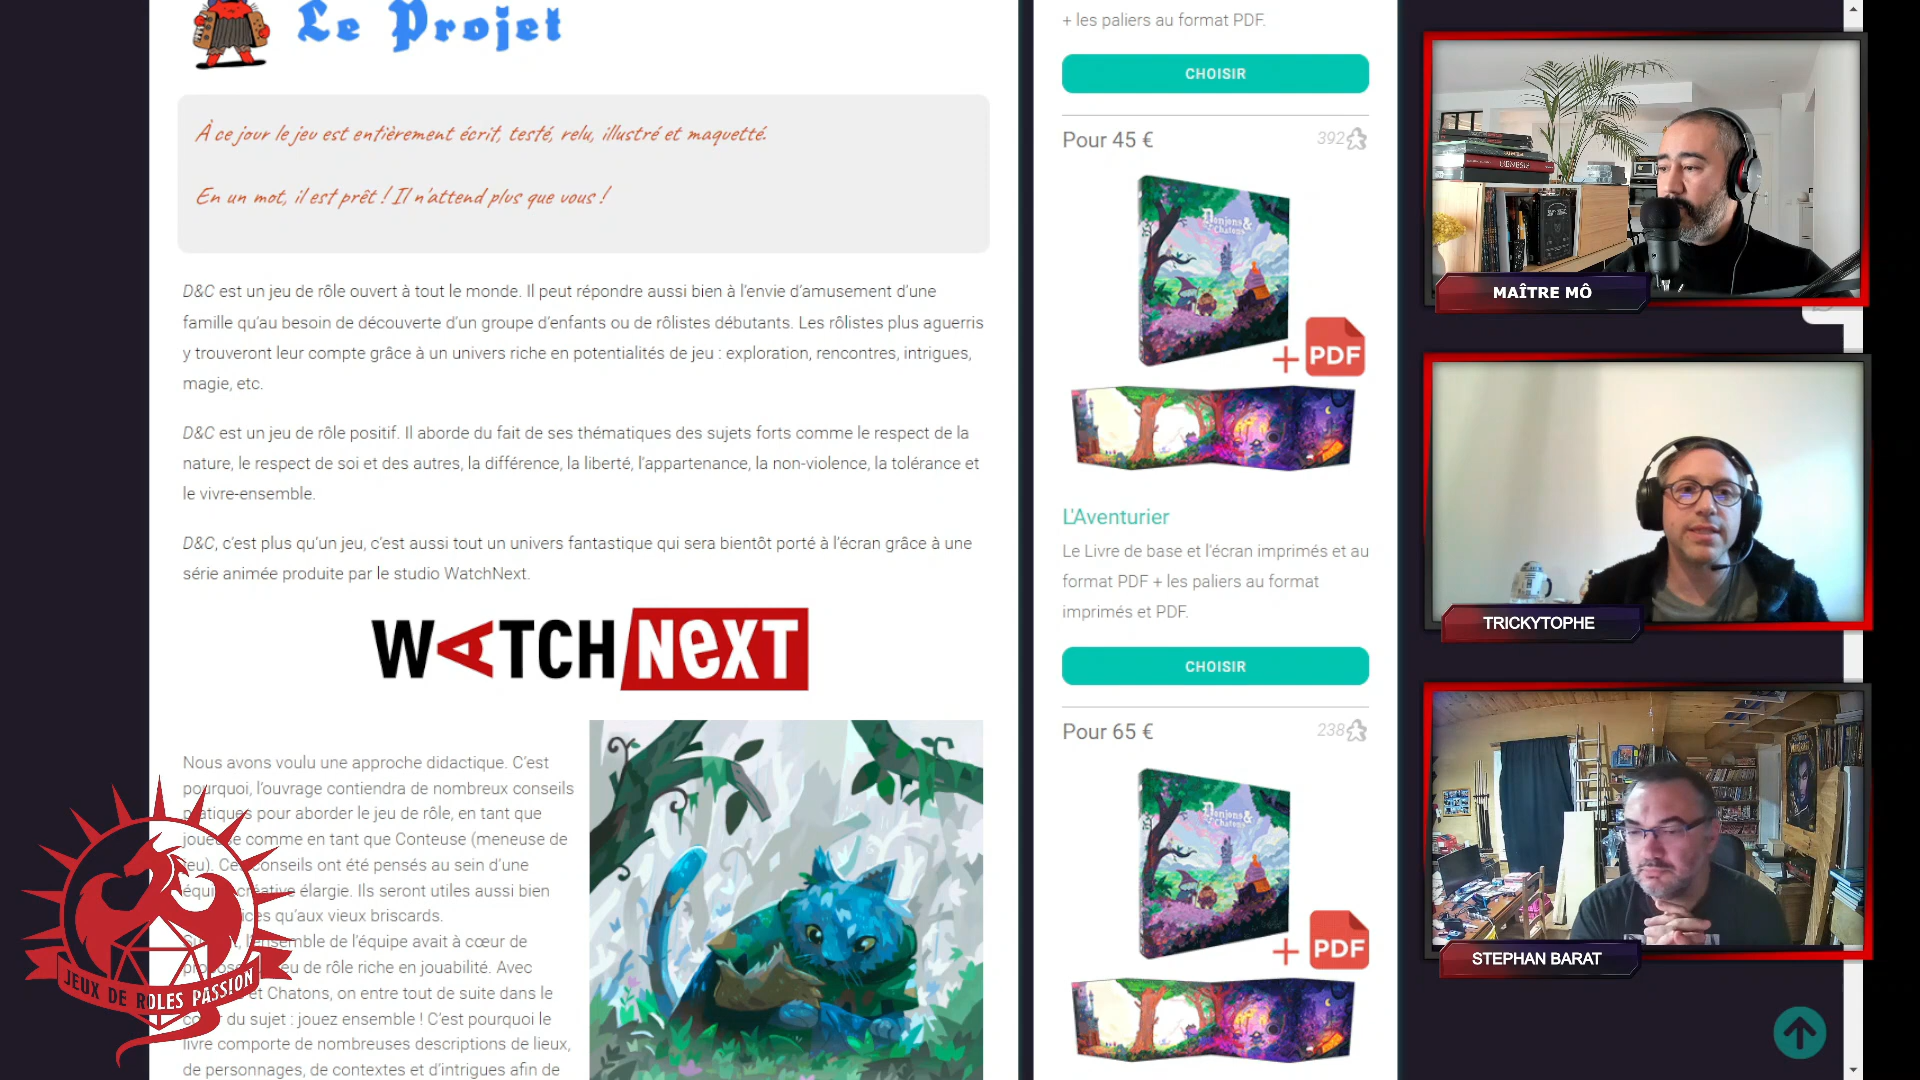 Le Projet
À ce jour le jeu est entièrement écrit, testé, relu, illustré et maquetté.
En un mot, il est prêt ! Il n'attend plus que vous !
D&C est un jeu de rôle ouvert à tout le monde. Il peut répondre aussi bien à l'envie d'amusement d'une
famille qu'au besoin de découverte d'un groupe d'enfants ou de rôlistes débutants. Les rôlistes plus aguerris
y trouveront leur compte grâce à un univers riche en potentialités de jeu : exploration, rencontres, intrigues,
magie, etc.
D&C est un jeu de rôle positif. Il aborde du fait de ses thématiques des sujets forts comme le respect de la
nature, le respect de soi et des autres, la différence, la liberté, l'appartenance, la non-violence, la tolérance et
le vivre-ensemble.
D&C, c'est plus qu'un jeu, c'est aussi tout un univers fantastique qui sera bientôt porté à l'écran grâce à une
série animée produite par le studio WatchNext.
WATCH NeXT
Nous avons voulu une approche didactique. C'est
pourquoi, l'ouvrage contiendra de nombreux conseils
pratiques pour aborder le jeu de rôle, en tant que
joueuse comme en tant que Conteuse (meneuse de
jeu). Ces conseils ont été pensés au sein d'une
équipe créative élargie. Ils seront utiles aussi bien
qu'aux vieux briscards.
l'ensemble de l'équipe avait à cœur de
jeu de rôle riche en jouabilité. Avec
et Chatons, on entre tout de suite dans le
du sujet : jouez ensemble ! C'est pourquoi le
livre comporte de nombreuses descriptions de lieux,
de personnages, de contextes et d'intrigues afin de
JEUX DE ROLES PASSION
+ les paliers au format PDF.
CHOISIR
Pour 45 €
392
Donjons &
Chatons
+ PDF
L'Aventurier
Le Livre de base et l'écran imprimés et au
format PDF + les paliers au format
imprimés et PDF.
CHOISIR
Pour 65 €
238
Donjons &
Chatons
+ PDF
MAÎTRE MÔ
TRICKYTOPHE
STEPHAN BARAT